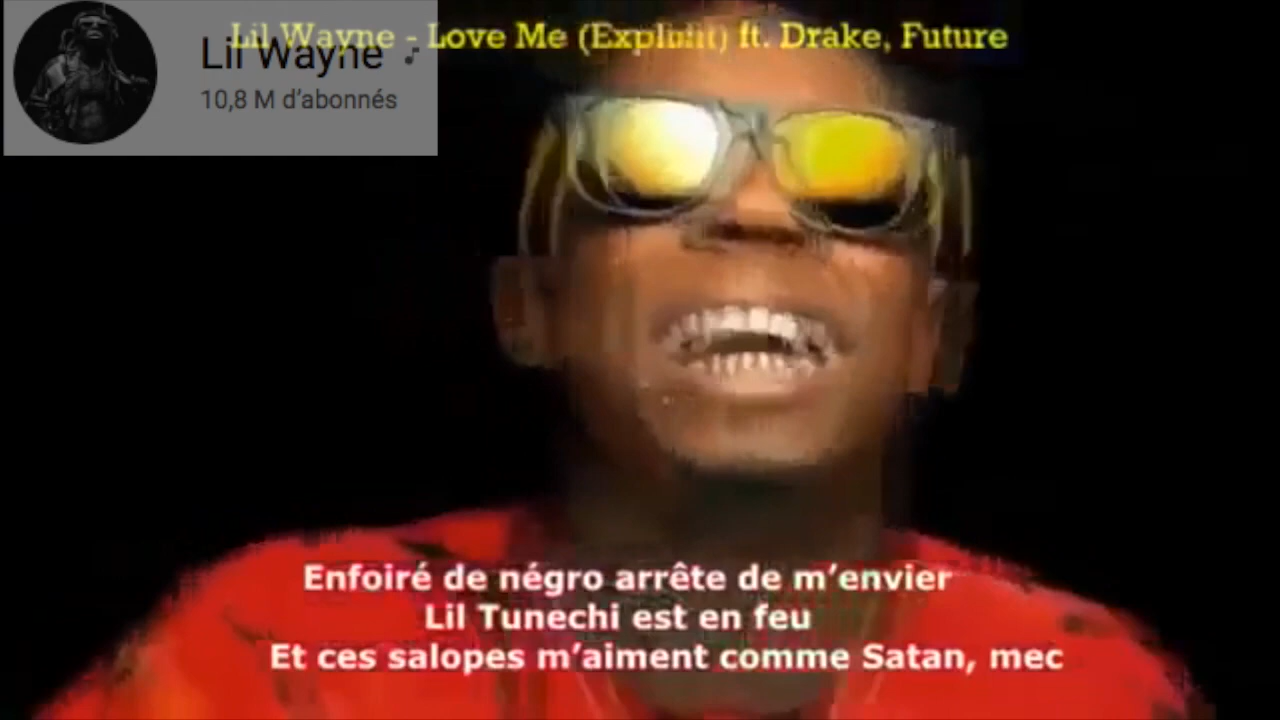 Lil Wayne - Love Me (Explicit) ft. Drake, Future
Lil Wayne
10,8 M d'abonnés
Enfoiré de négro arrête de m'envier
Lil Tunechi est en feu
Et ces salopes m'aiment comme Satan, mec